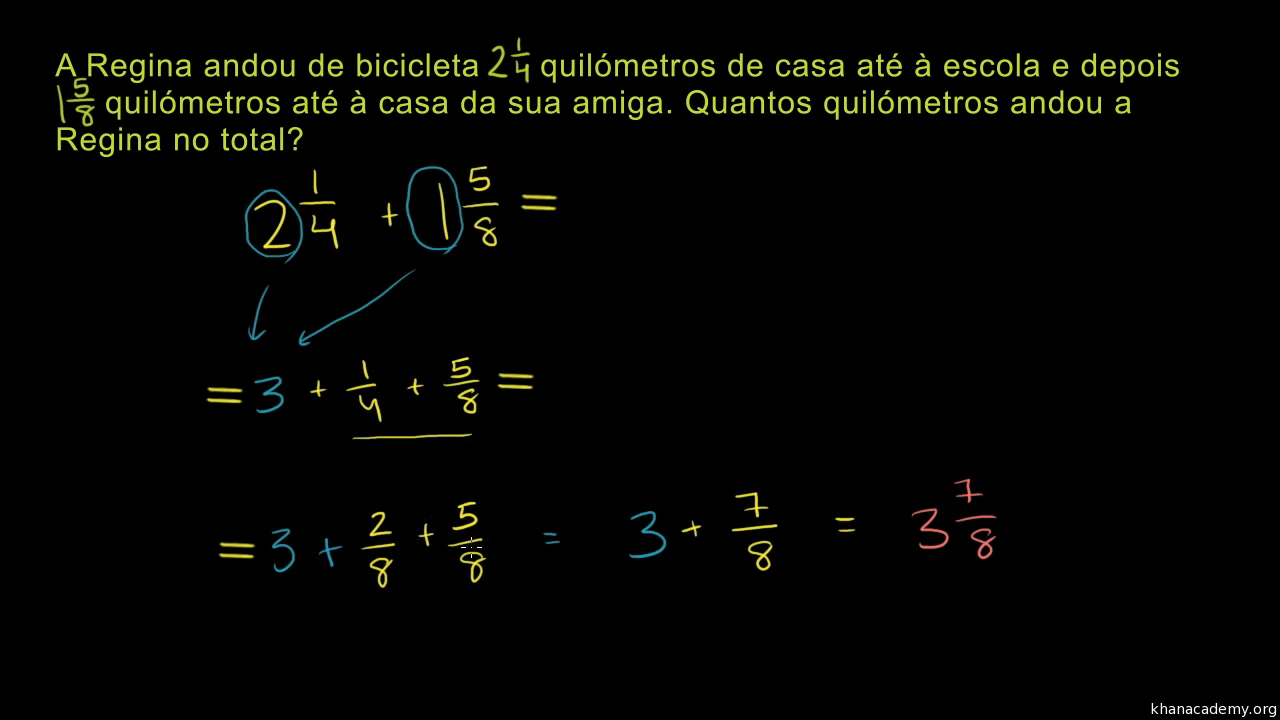 A Regina andou de bicicleta 2 1/4 quilómetros de casa até à escola e depois
1 5/8 quilómetros até à casa da sua amiga. Quantos quilómetros andou a
Regina no total?
2 1/4 + 1 5/8 =
= 3 + 1/4 + 5/8 =
= 3 + 2/8 + 5/8 = 3 + 7/8 = 3 7/8
khanacademy.org